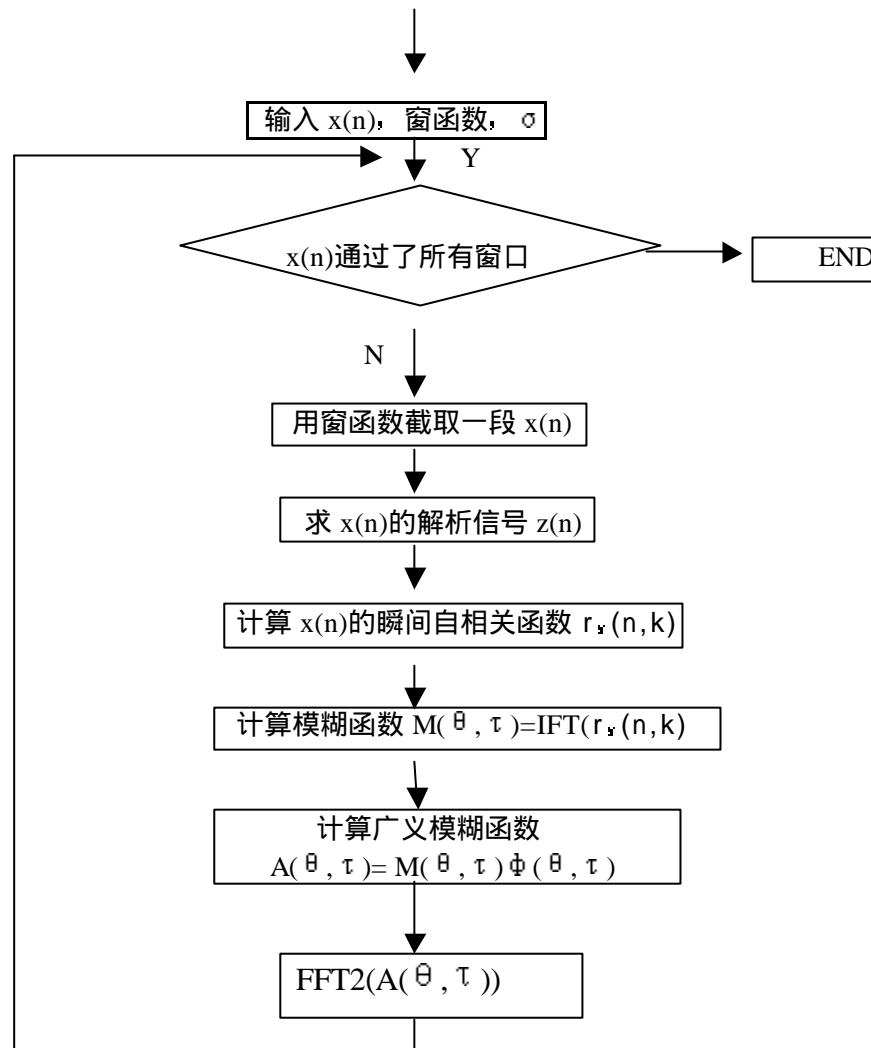 输入 x(n), 窗函数, σ
Y
x(n)通过了所有窗口
END
N
用窗函数截取一段 x(n)
求 x(n)的解析信号 z(n)
计算 x(n)的瞬间自相关函数 r (n,k)
计算模糊函数 M(θ,τ)=IFT(r (n,k)
计算广义模糊函数
A(θ,τ)= M(θ,τ)Φ(θ,τ)
FFT2(A(θ,τ))